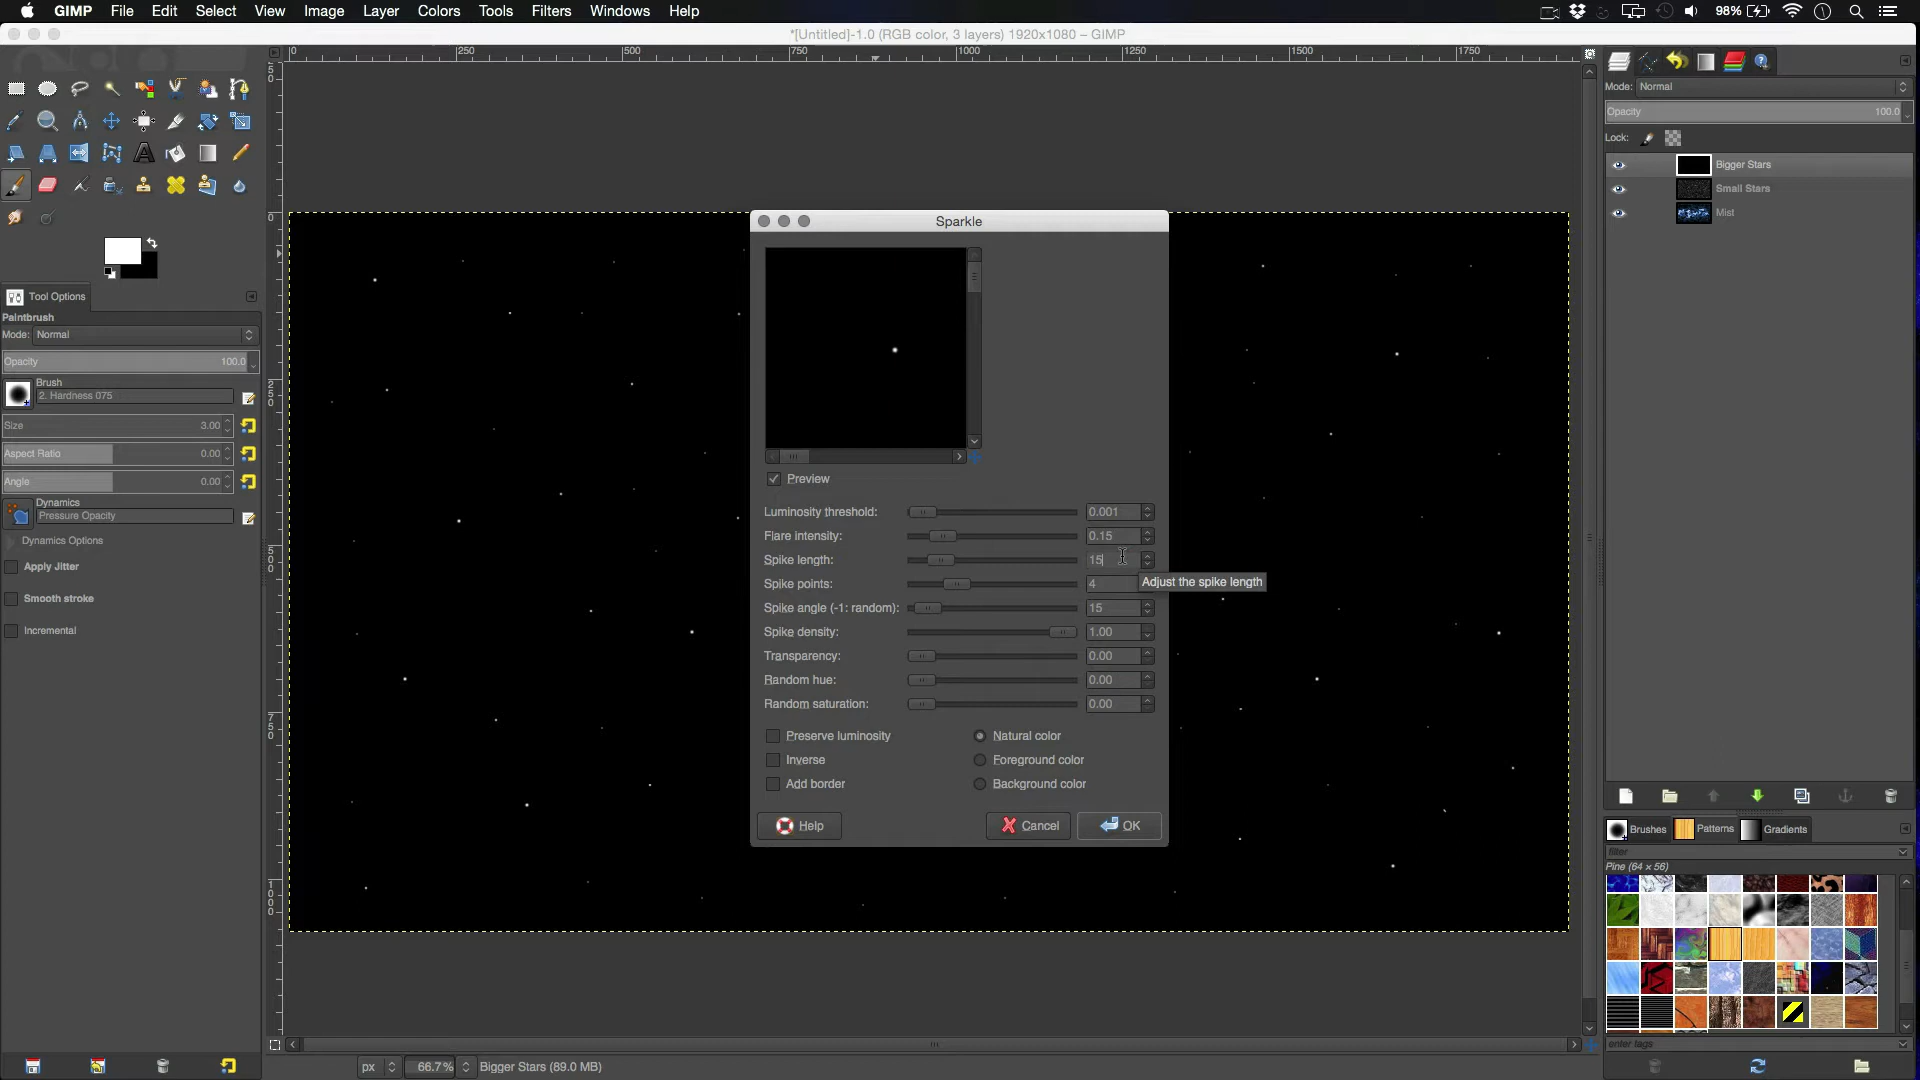 GIMP File Edit Select View Image Layer Colors Tools Filters Windows Help 98%
*[Untitled]-1.0 (RGB color, 3 layers) 1920x1080 – GIMP
0 250 500 750 1000 1250 1500 1750
Tool Options
Paintbrush
Mode: Normal
Opacity 100.0
Brush
2. Hardness 075
Size 3.00
Aspect Ratio 0.00
Angle 0.00
Dynamics
Pressure Opacity
Dynamics Options
Apply Jitter
Smooth stroke
Incremental
Sparkle
Preview
Luminosity threshold: 0.001
Flare intensity: 0.15
Spike length: 15
Adjust the spike length
Spike points: 4
Spike angle (-1: random): 15
Spike density: 1.00
Transparency: 0.00
Random hue: 0.00
Random saturation: 0.00
Preserve luminosity Natural color
Inverse Foreground color
Add border Background color
Help Cancel OK
Mode: Normal
Opacity 100.0
Lock:
Bigger Stars
Small Stars
Mist
Brushes Patterns Gradients
filter
Pine (64 × 56)
enter tags
px 66.7% Bigger Stars (89.0 MB)